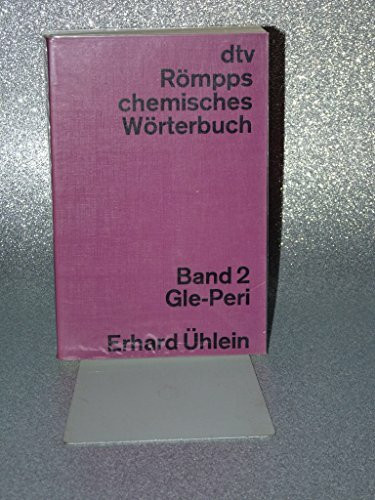 dtv
Römpps
chemisches
Wörterbuch
Band 2
Gle-Peri
Erhard Ühlein